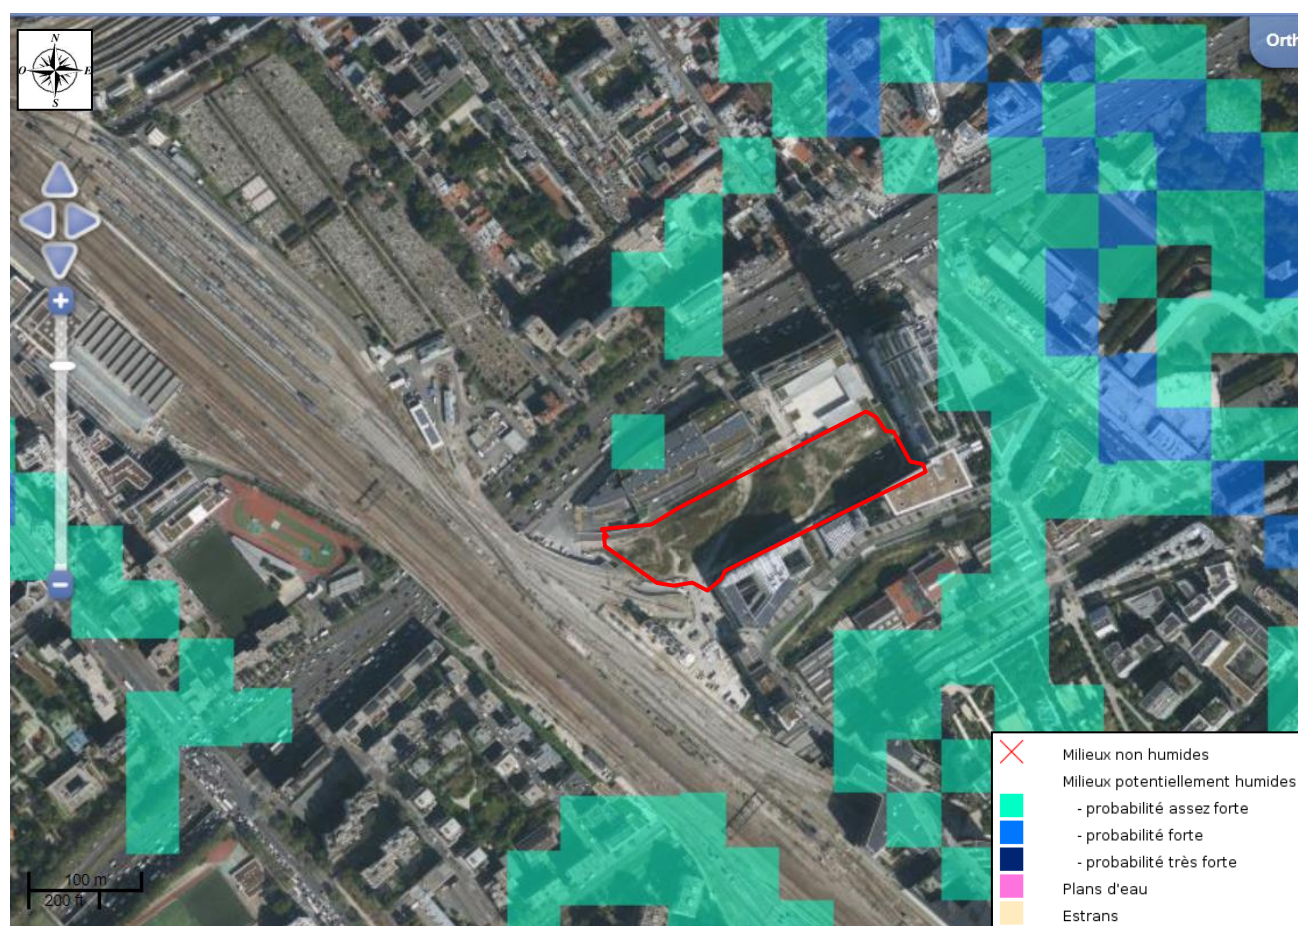 N
O E
S
Orth
+
−
100 m
200 ft
Milieux non humides
Milieux potentiellement humides
- probabilité assez forte
- probabilité forte
- probabilité très forte
Plans d'eau
Estrans